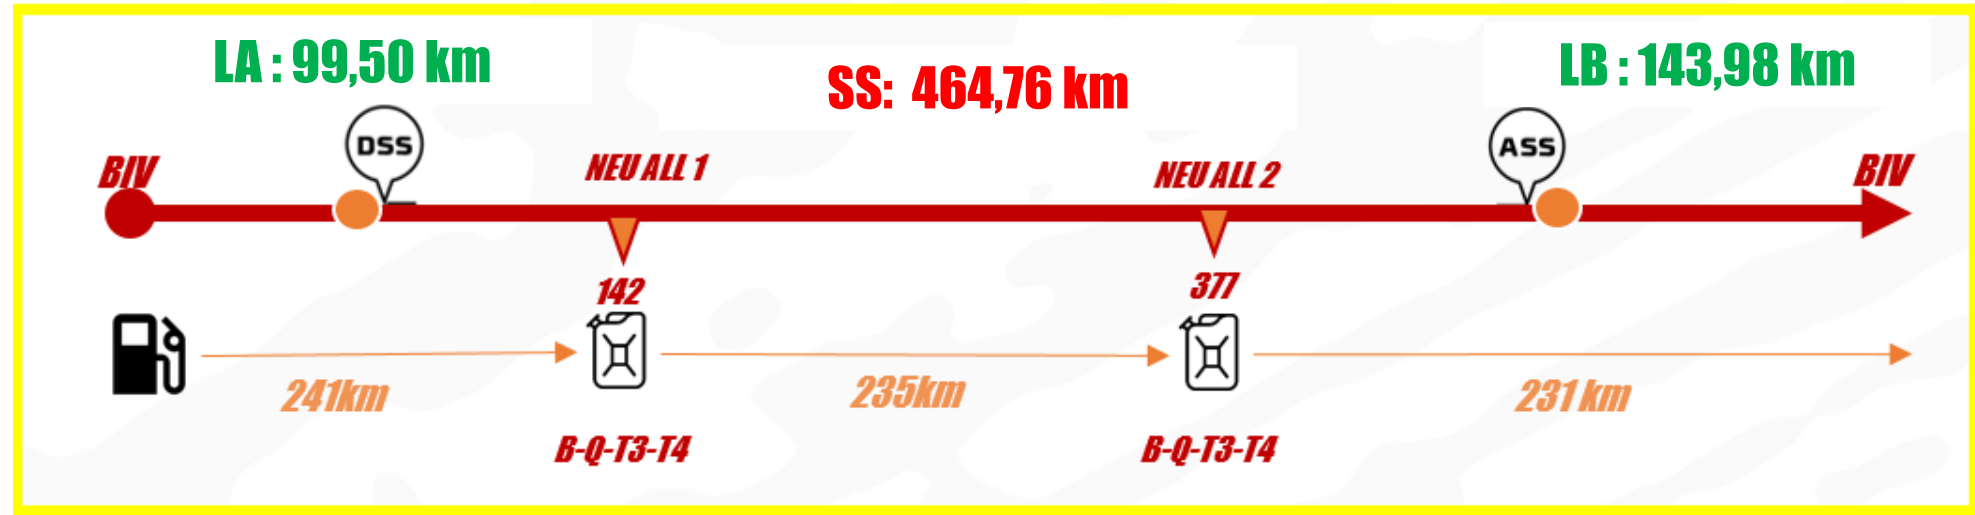 LA : 99,50 km
SS: 464,76 km
LB : 143,98 km
DSS
ASS
BIV
NEU ALL 1
NEU ALL 2
BIV
142
377
241km
235km
231 km
B-Q-T3-T4
B-Q-T3-T4